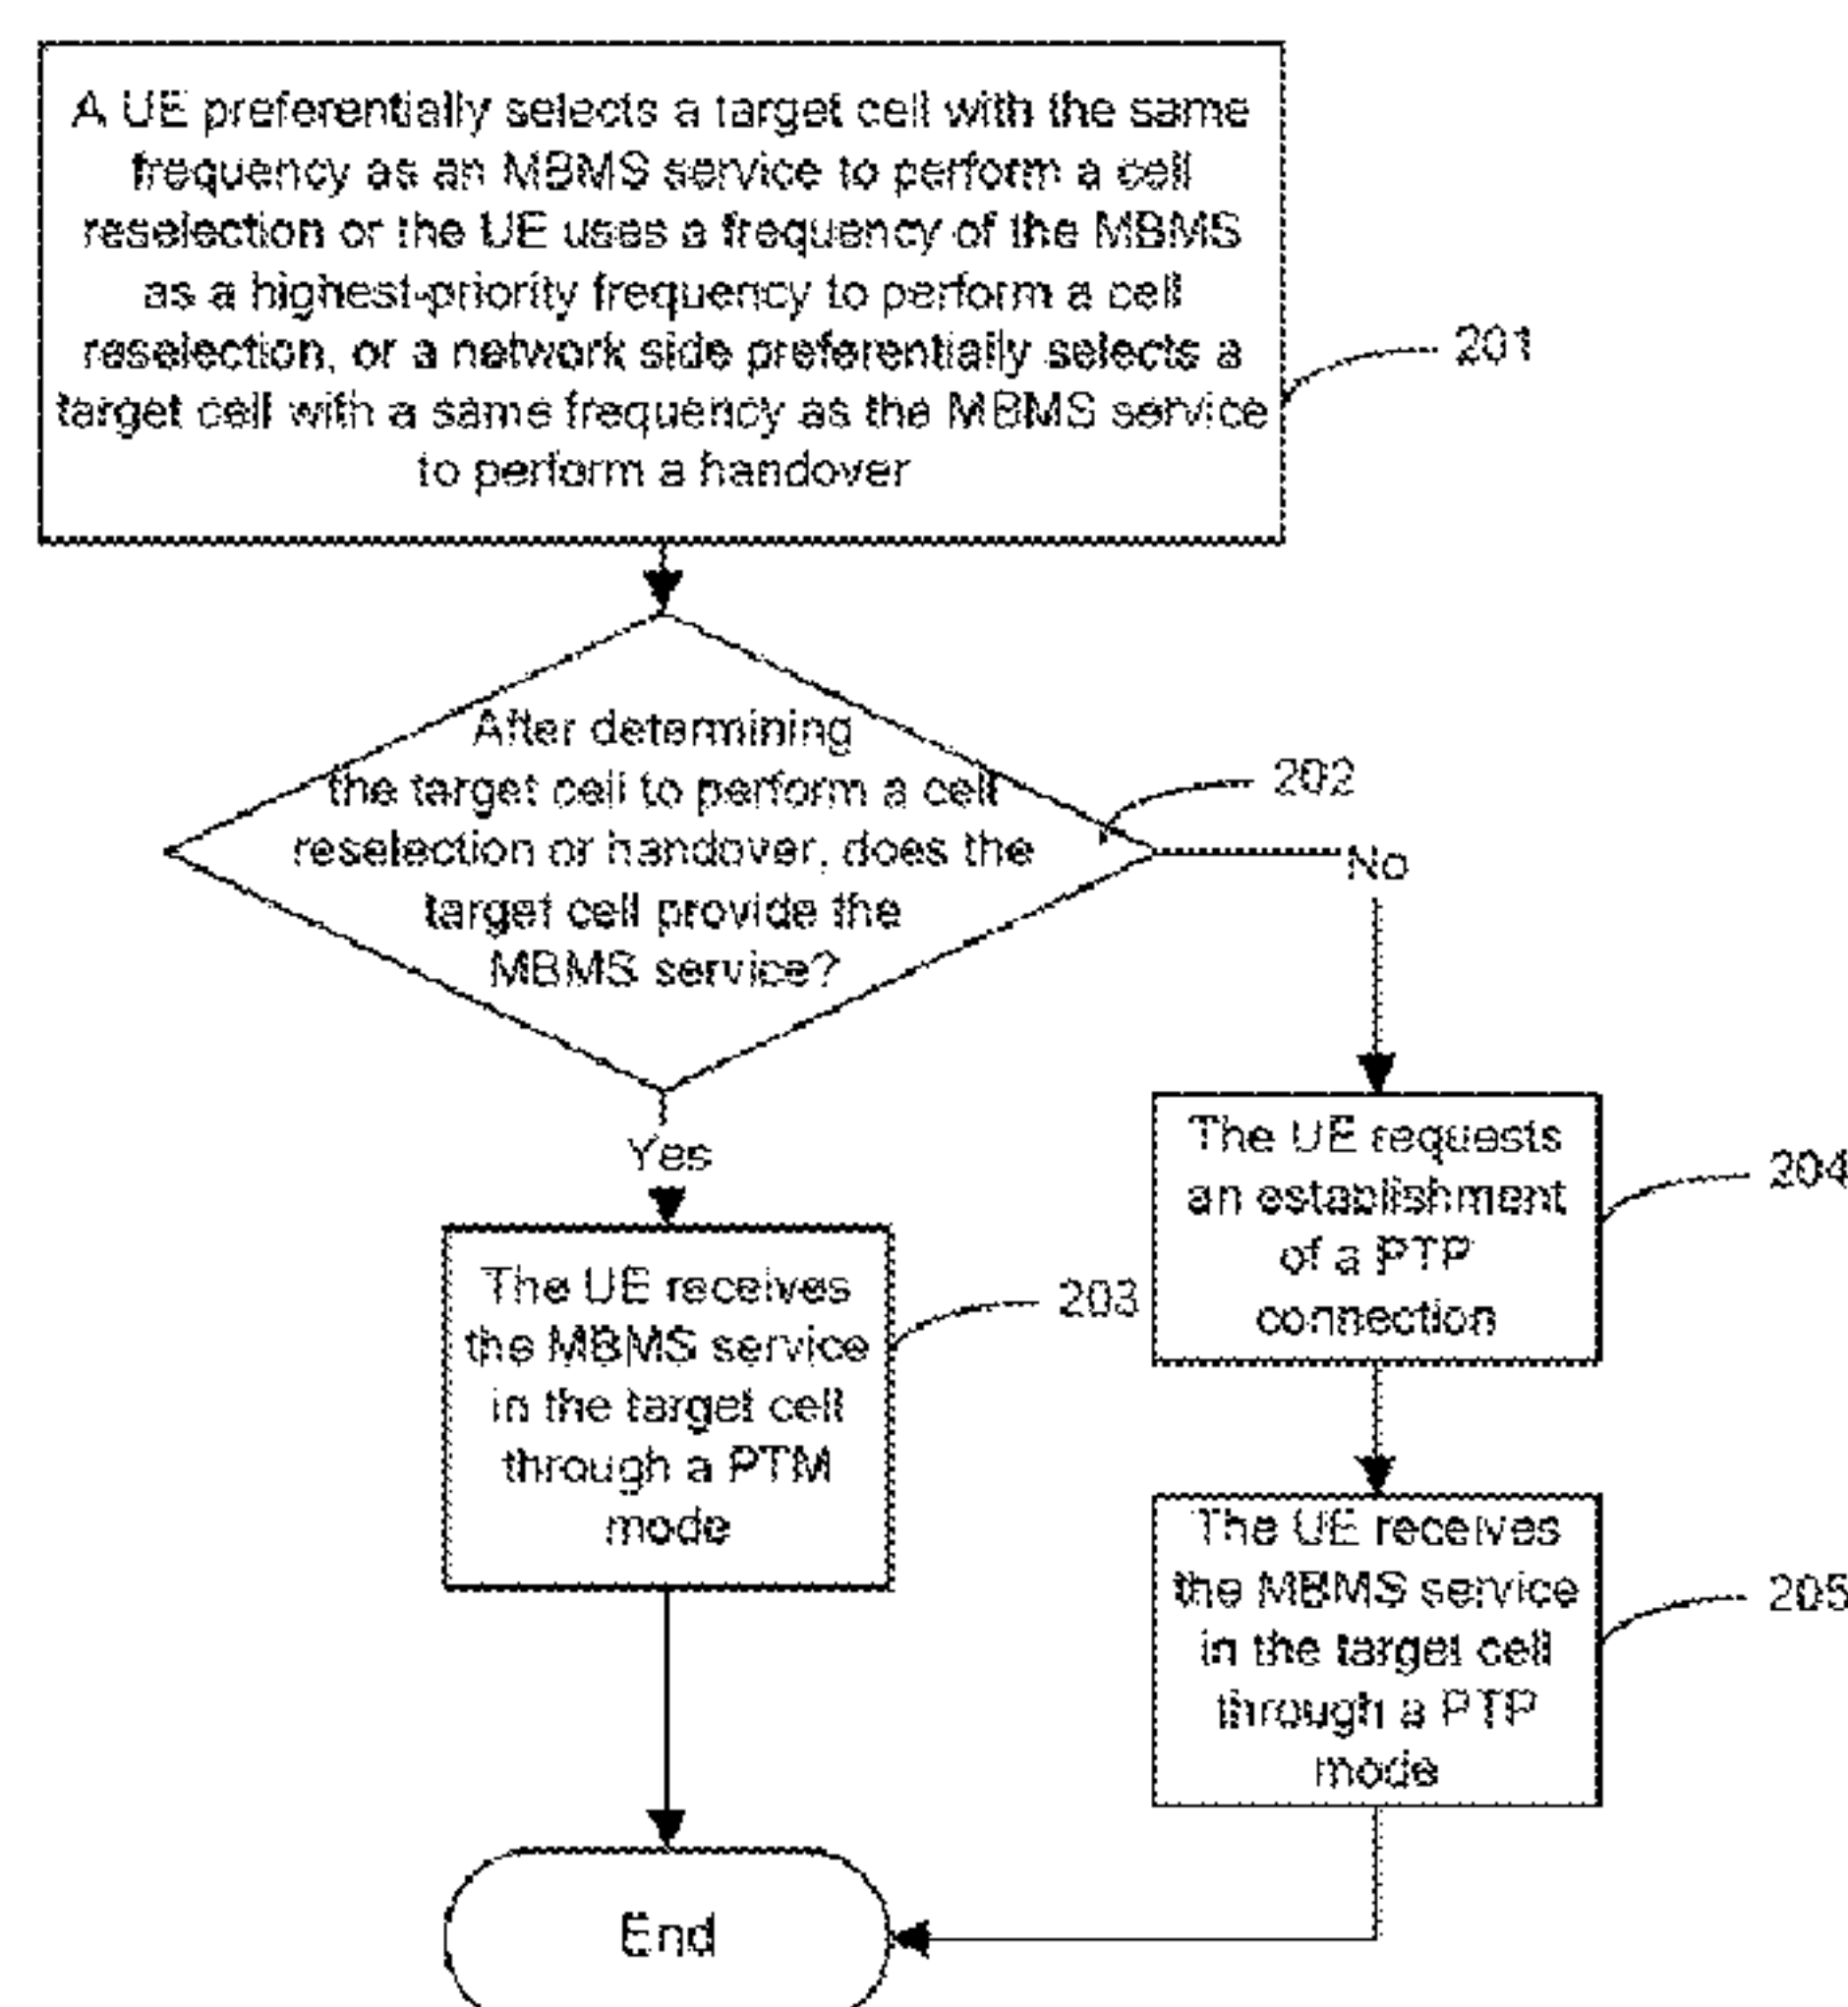 A UE preferentially selects a target cell with the same
frequency as an MBMS service to perform a cell
reselection or the UE uses a frequency of the MBMS
as a highest-priority frequency to perform a cell
reselection, or a network side preferentially selects a
target cell with a same frequency as the MBMS service
to perform a handover
201
After determining
the target cell to perform a cell
reselection or handover, does the
target cell provide the
MBMS service?
202
No
Yes
The UE receives
the MBMS service
in the target cell
through a PTM
mode
203
The UE requests
an establishment
of a PTP
connection
204
The UE receives
the MBMS service
in the target cell
through a PTP
mode
205
End